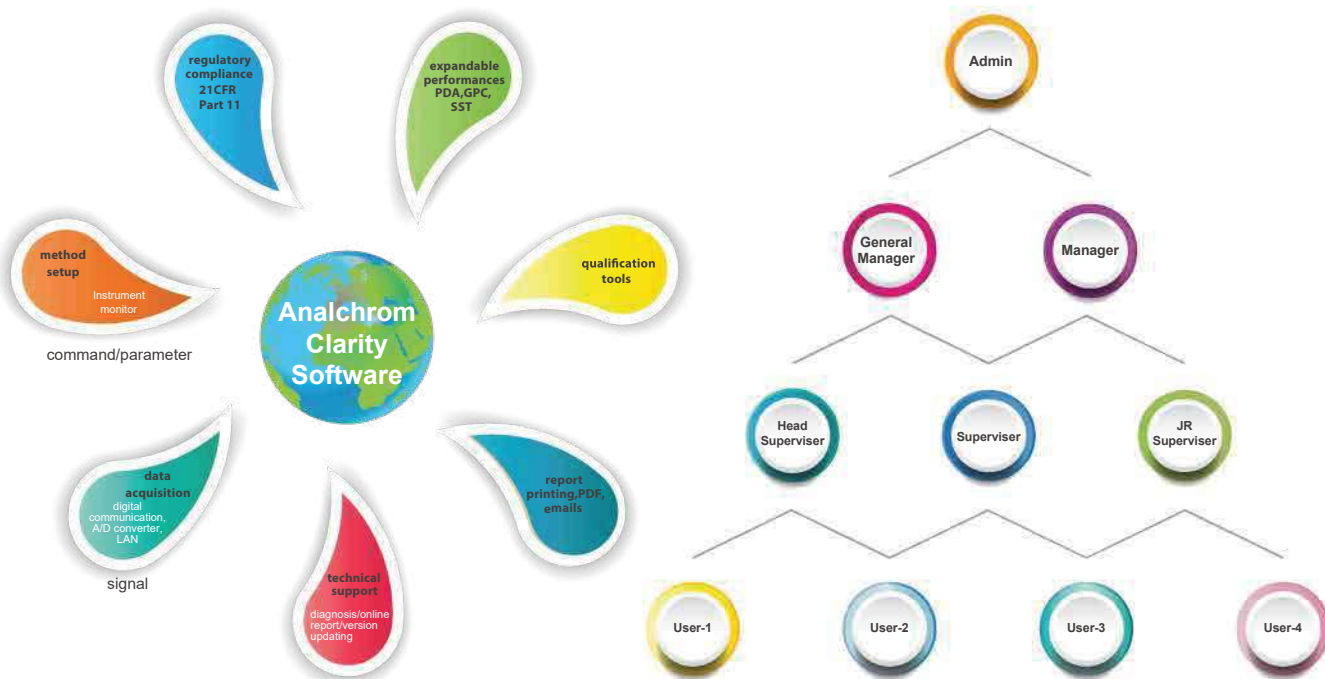 regulatory
compliance
21CFR
Part 11
expandable
performances
PDA,GPC,
SST
method
setup
Instrument
monitor
command/parameter
qualification
tools
Analchrom
Clarity
Software
data
acquisition
digital
communication,
A/D converter,
LAN
signal
report
printing,PDF,
emails
technical
support
diagnosis/online
report/version
updating
Admin
General
Manager
Manager
Head
Superviser
Superviser
JR
Superviser
User-1
User-2
User-3
User-4